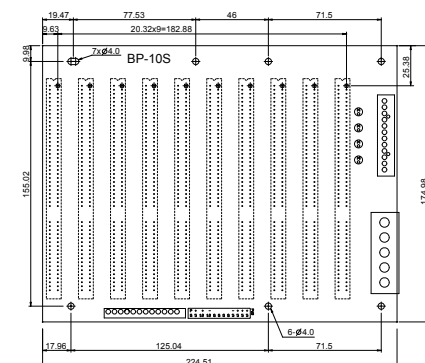 19.47 77.53 46 71.5
9.63 20.32x9=182.88
9.98 7xØ4.0 BP-10S 25.38
155.02 174.98
6-Ø4.0
17.96 125.04 71.5
224.51